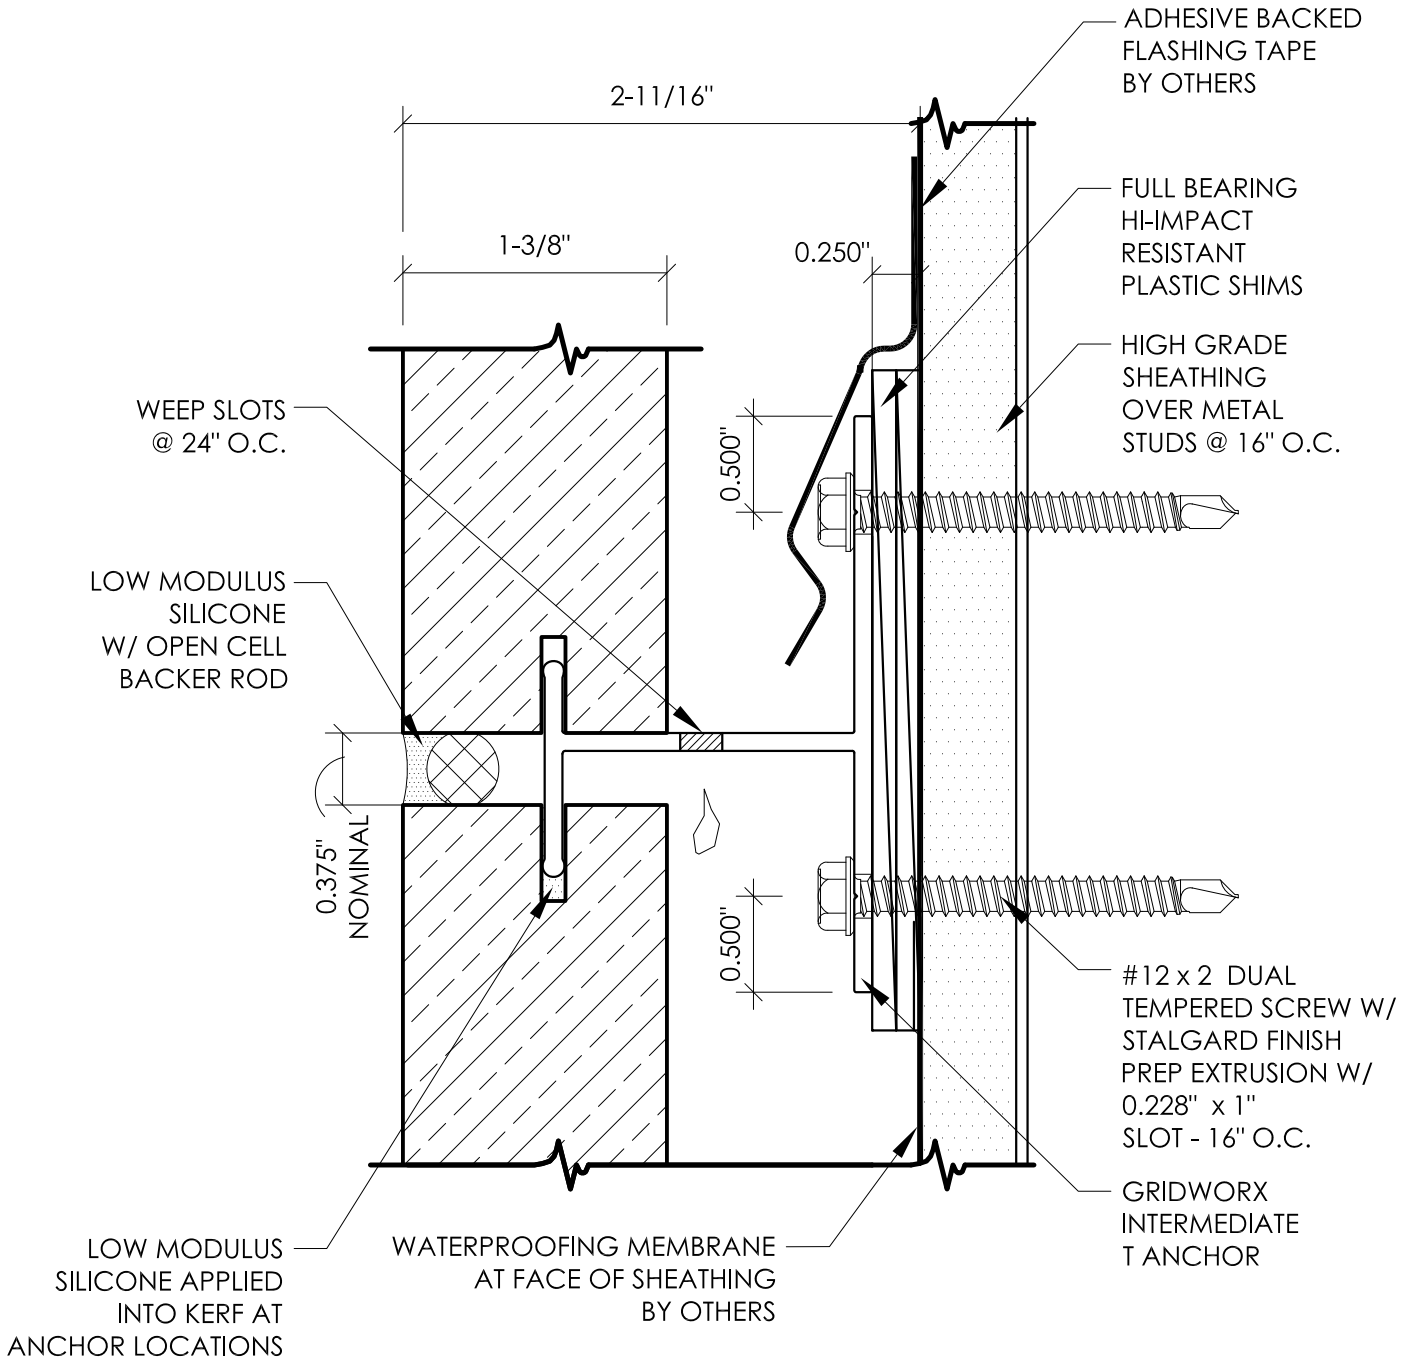 ADHESIVE BACKED
FLASHING TAPE
BY OTHERS
2-11/16"
FULL BEARING
HI-IMPACT
RESISTANT
PLASTIC SHIMS
1-3/8"
0.250"
HIGH GRADE
SHEATHING
OVER METAL
STUDS @ 16" O.C.
WEEP SLOTS
@ 24" O.C.
0.500"
LOW MODULUS
SILICONE
W/ OPEN CELL
BACKER ROD
0.375"
NOMINAL
0.500"
#12 x 2 DUAL
TEMPERED SCREW W/
STALGARD FINISH
PREP EXTRUSION W/
0.228" x 1"
SLOT - 16" O.C.
GRIDWORX
INTERMEDIATE
T ANCHOR
LOW MODULUS
SILICONE APPLIED
INTO KERF AT
ANCHOR LOCATIONS
WATERPROOFING MEMBRANE
AT FACE OF SHEATHING
BY OTHERS